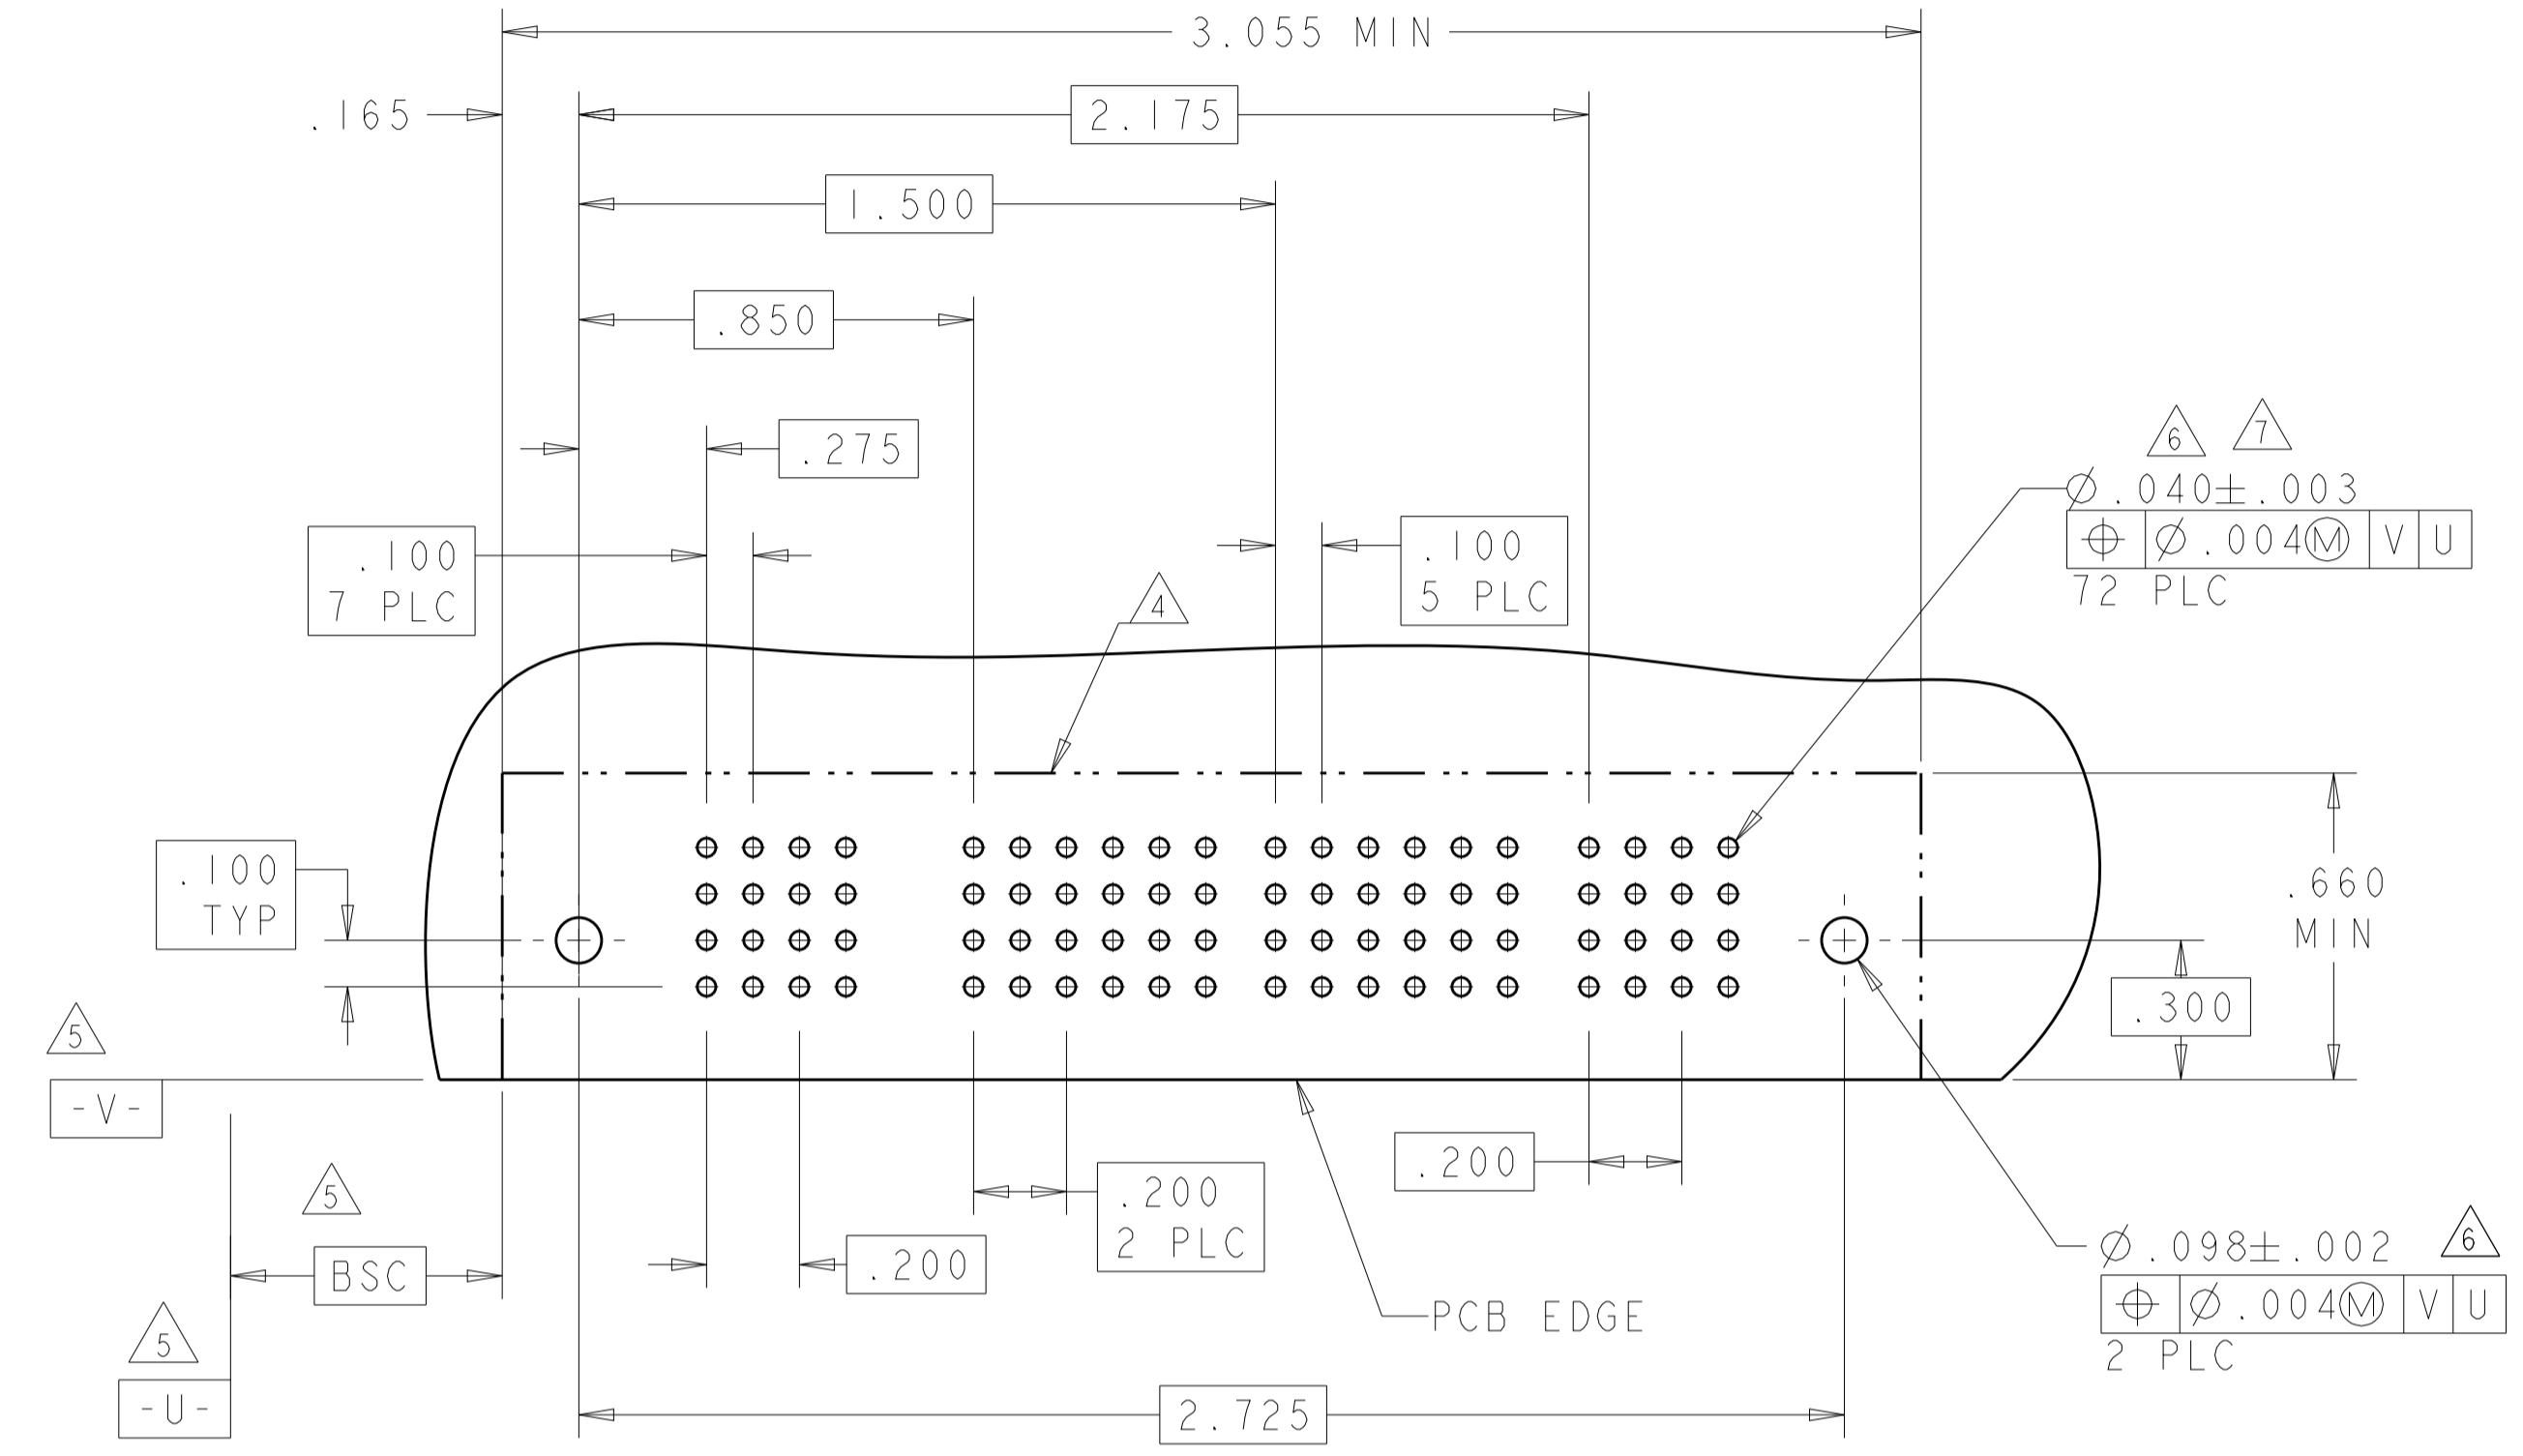 3.055 MIN
.165
2.175
1.500
.850
.275
6
7
Ø.040±.003
⌖ Ø.004Ⓜ V U
72 PLC
.100
7 PLC
.100
5 PLC
4
.100
TYP
.660
MIN
.300
5
-V-
.200
.200
2 PLC
5
BSC
.200
Ø.098±.002
6
⌖ Ø.004Ⓜ V U
2 PLC
PCB EDGE
5
-U-
2.725